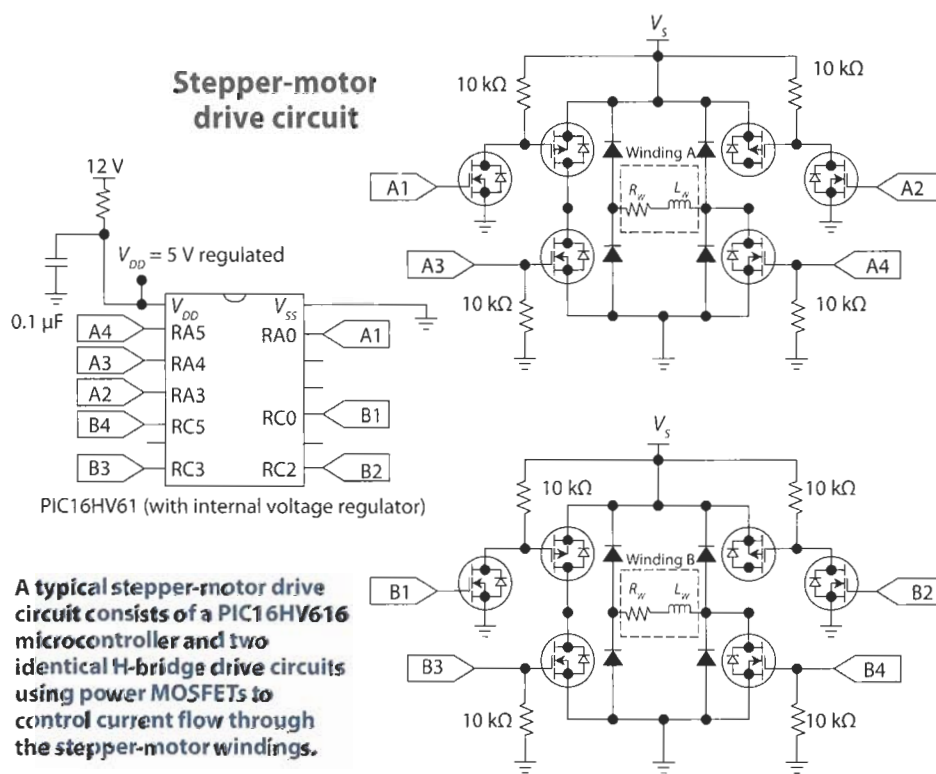 Stepper-motor
drive circuit
12 V
V_DD = 5 V regulated
0.1 µF
V_DD
V_SS
A4
RA5
RA0
A1
A3
RA4
A2
RA3
B4
RC5
RC0
B1
B3
RC3
RC2
B2
PIC16HV61 (with internal voltage regulator)
A typical stepper-motor drive
circuit consists of a PIC16HV616
microcontroller and two
identical H-bridge drive circuits
using power MOSFETs to
control current flow through
the stepper-motor windings.
V_S
10 kΩ
10 kΩ
Winding A
A1
R_W
L_W
A2
A3
A4
10 kΩ
10 kΩ
V_S
10 kΩ
10 kΩ
Winding B
B1
R_W
L_W
B2
B3
B4
10 kΩ
10 kΩ